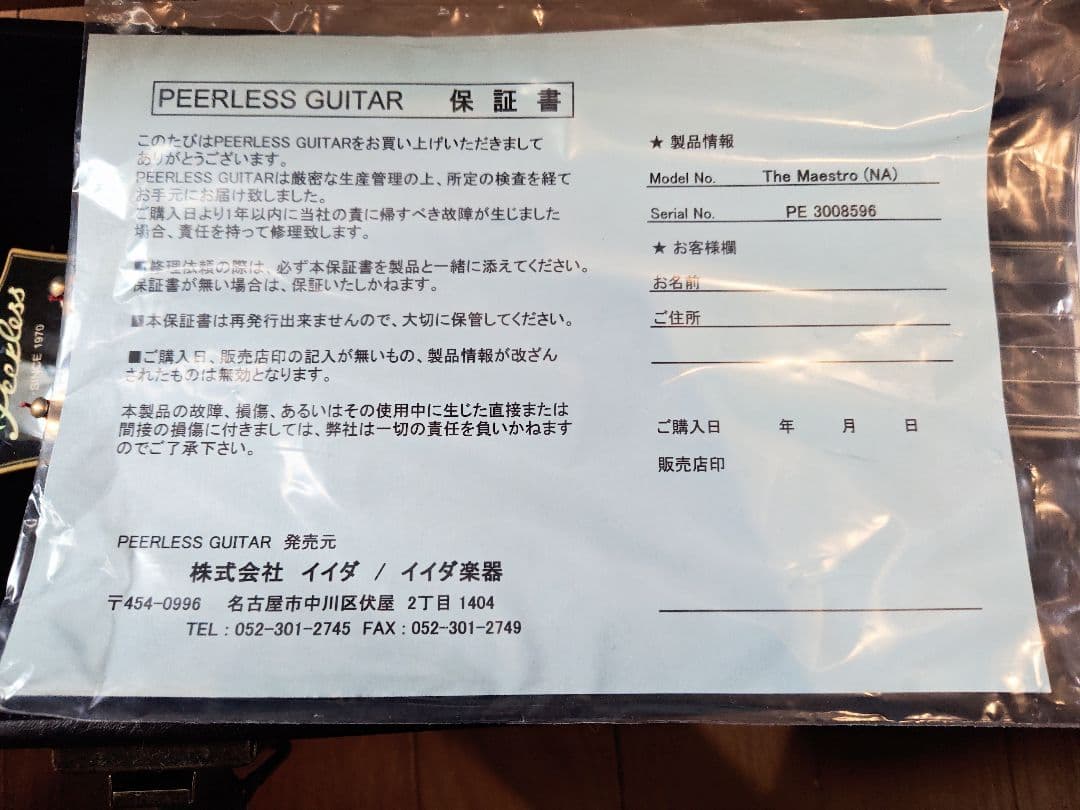 PEERLESS GUITAR 保証書
このたびはPEERLESS GUITARをお買い上げいただきまして
ありがとうございます。
PEERLESS GUITARは厳密な生産管理の上、所定の検査を経て
お手元にお届け致しました。
ご購入日より1年以内に当社の責に帰すべき故障が生じました
場合、責任を持って修理致します。
■修理依頼の際は、必ず本保証書を製品と一緒に添えてください。
保証書が無い場合は、保証いたしかねます。
■本保証書は再発行出来ませんので、大切に保管してください。
■ご購入日、販売店印の記入が無いもの、製品情報が改ざん
されたものは無効となります。
本製品の故障、損傷、あるいはその使用中に生じた直接または
間接の損傷に付きましては、弊社は一切の責任を負いかねます
のでご了承下さい。
PEERLESS GUITAR 発売元
株式会社 イイダ / イイダ楽器
〒454-0996 名古屋市中川区伏屋 2丁目 1404
TEL : 052-301-2745 FAX : 052-301-2749
★ 製品情報
Model No. The Maestro (NA)
Serial No. PE 3008596
★ お客様欄
お名前
ご住所
ご購入日 年 月 日
販売店印
Peerless
SINCE 1970